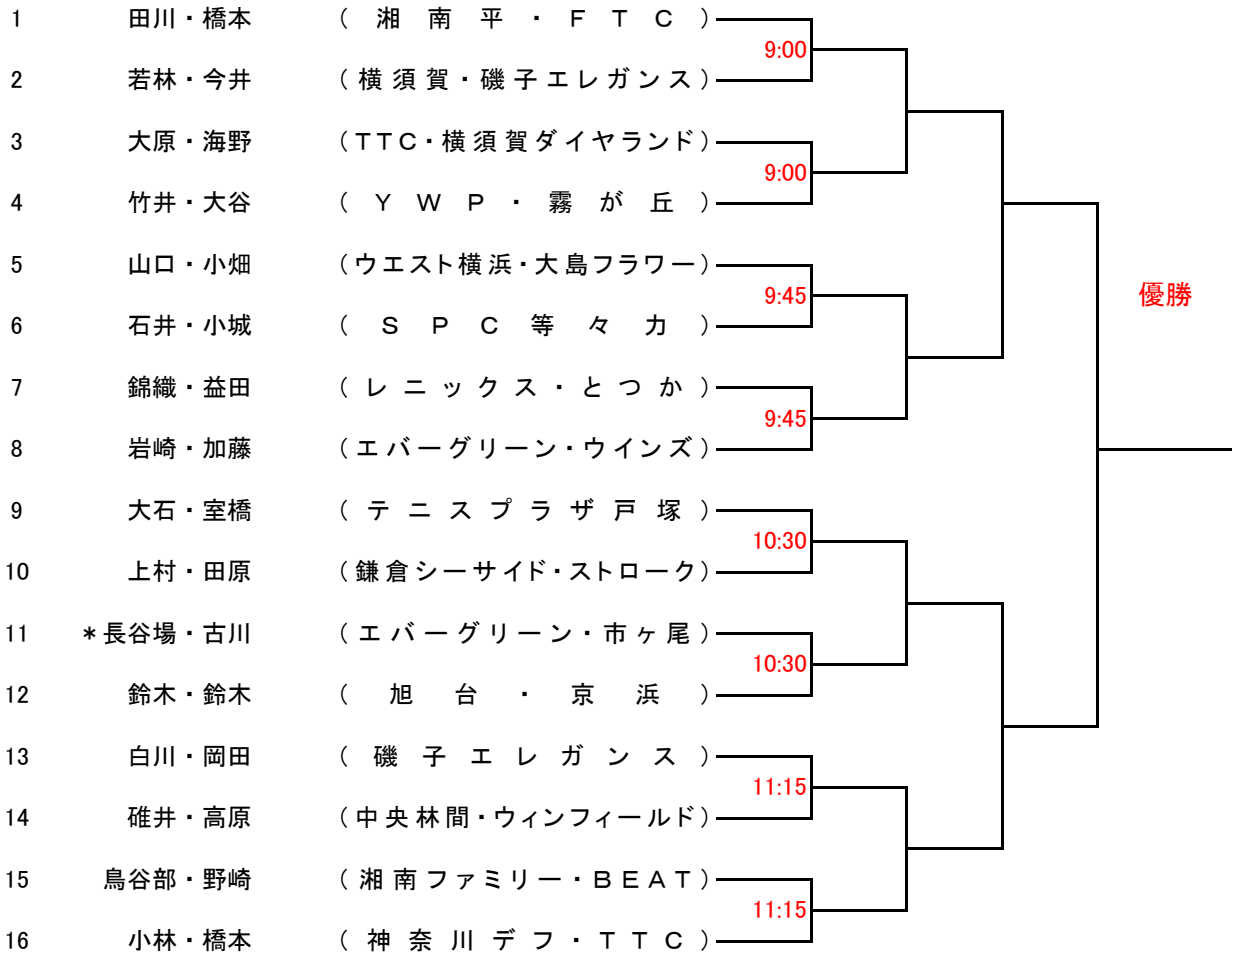 1 田川・橋本 (湘南平・FTC)
9:00
2 若林・今井 (横須賀・磯子エレガンス)
3 大原・海野 (TTC・横須賀ダイヤランド)
9:00
4 竹井・大谷 (YWP・霧が丘)
5 山口・小畑 (ウエスト横浜・大島フラワー)
9:45 優勝
6 石井・小城 (SPC等々力)
7 錦織・益田 (レニックス・とつか)
9:45
8 岩崎・加藤 (エバーグリーン・ウインズ)
9 大石・室橋 (テニスプラザ戸塚)
10:30
10 上村・田原 (鎌倉シーサイド・ストローク)
11 *長谷場・古川 (エバーグリーン・市ヶ尾)
10:30
12 鈴木・鈴木 (旭台・京浜)
13 白川・岡田 (磯子エレガンス)
11:15
14 碓井・高原 (中央林間・ウィンフィールド)
15 鳥谷部・野崎 (湘南ファミリー・BEAT)
11:15
16 小林・橋本 (神奈川デフ・TTC)